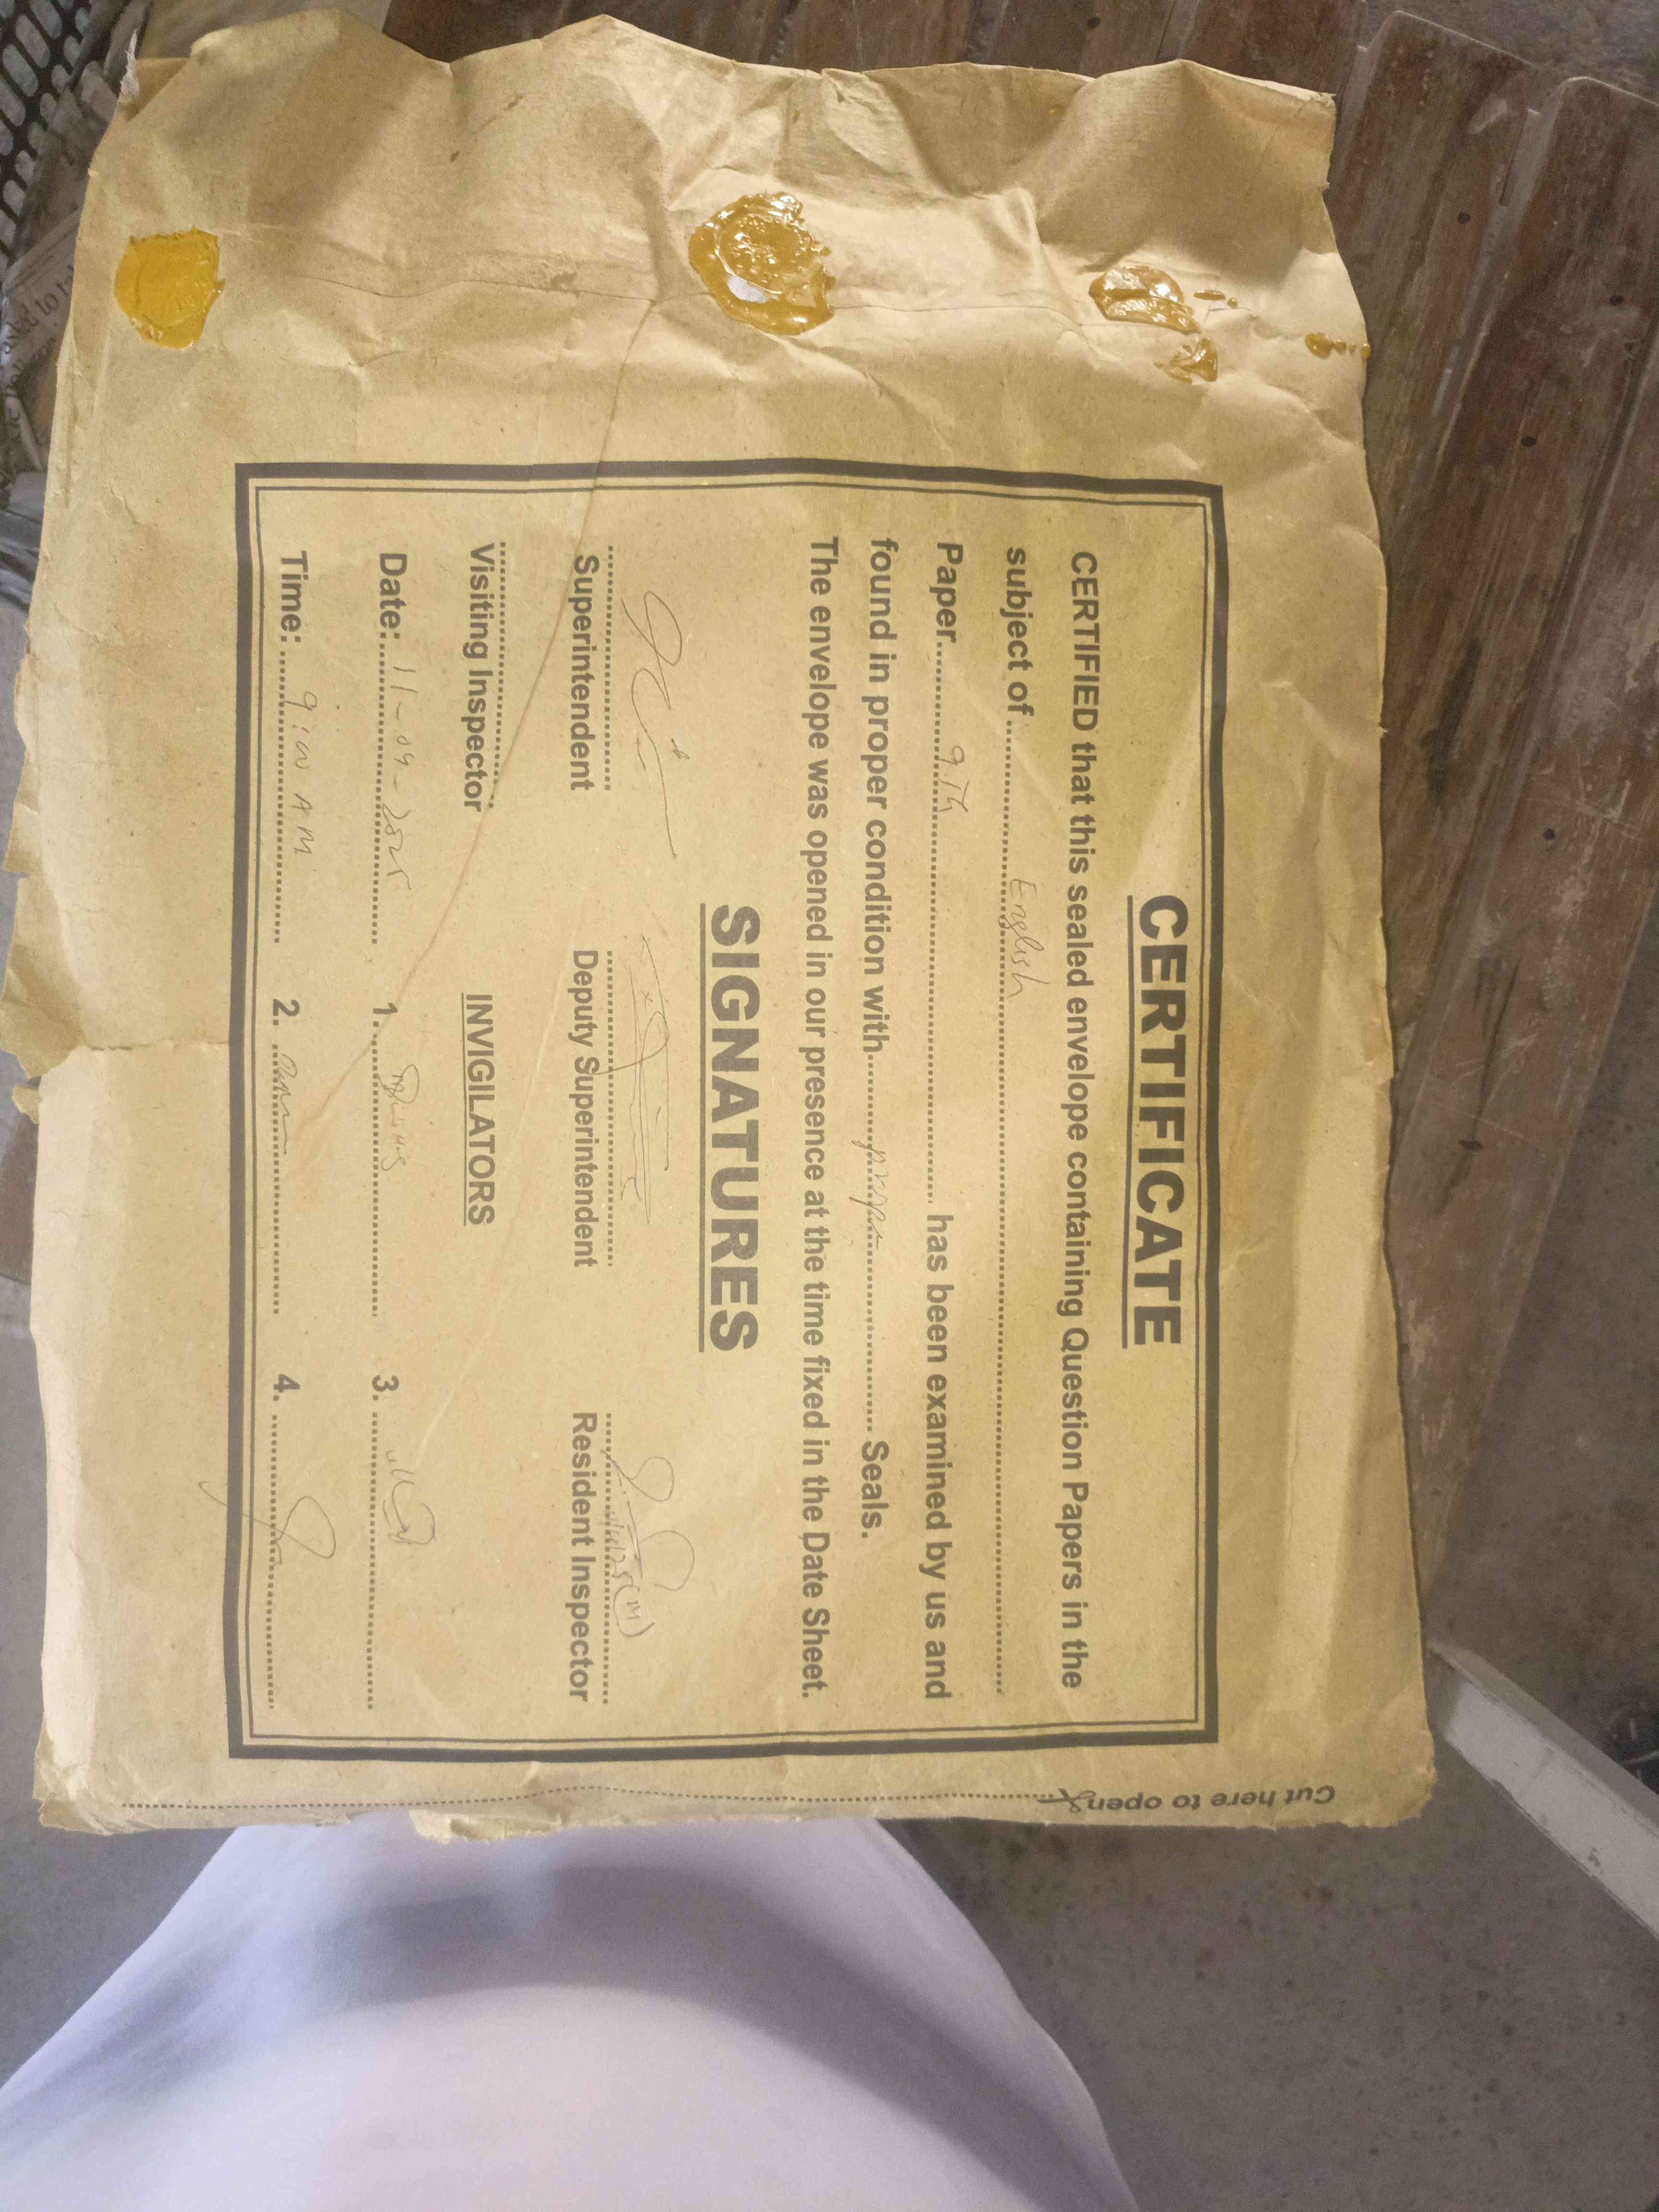 CERTIFICATE
CERTIFIED that this sealed envelope containing Question Papers in the
subject of.......English.......
Paper.......9Th....... has been examined by us and
found in proper condition with.......proper....... Seals.
The envelope was opened in our presence at the time fixed in the Date Sheet.
SIGNATURES
Superintendent Deputy Superintendent Resident Inspector
Visiting Inspector INVIGILATORS
Date:.......11-04-2025....... 1. 3.
Time:.......9:00 AM....... 2. 4.
Cut here to open